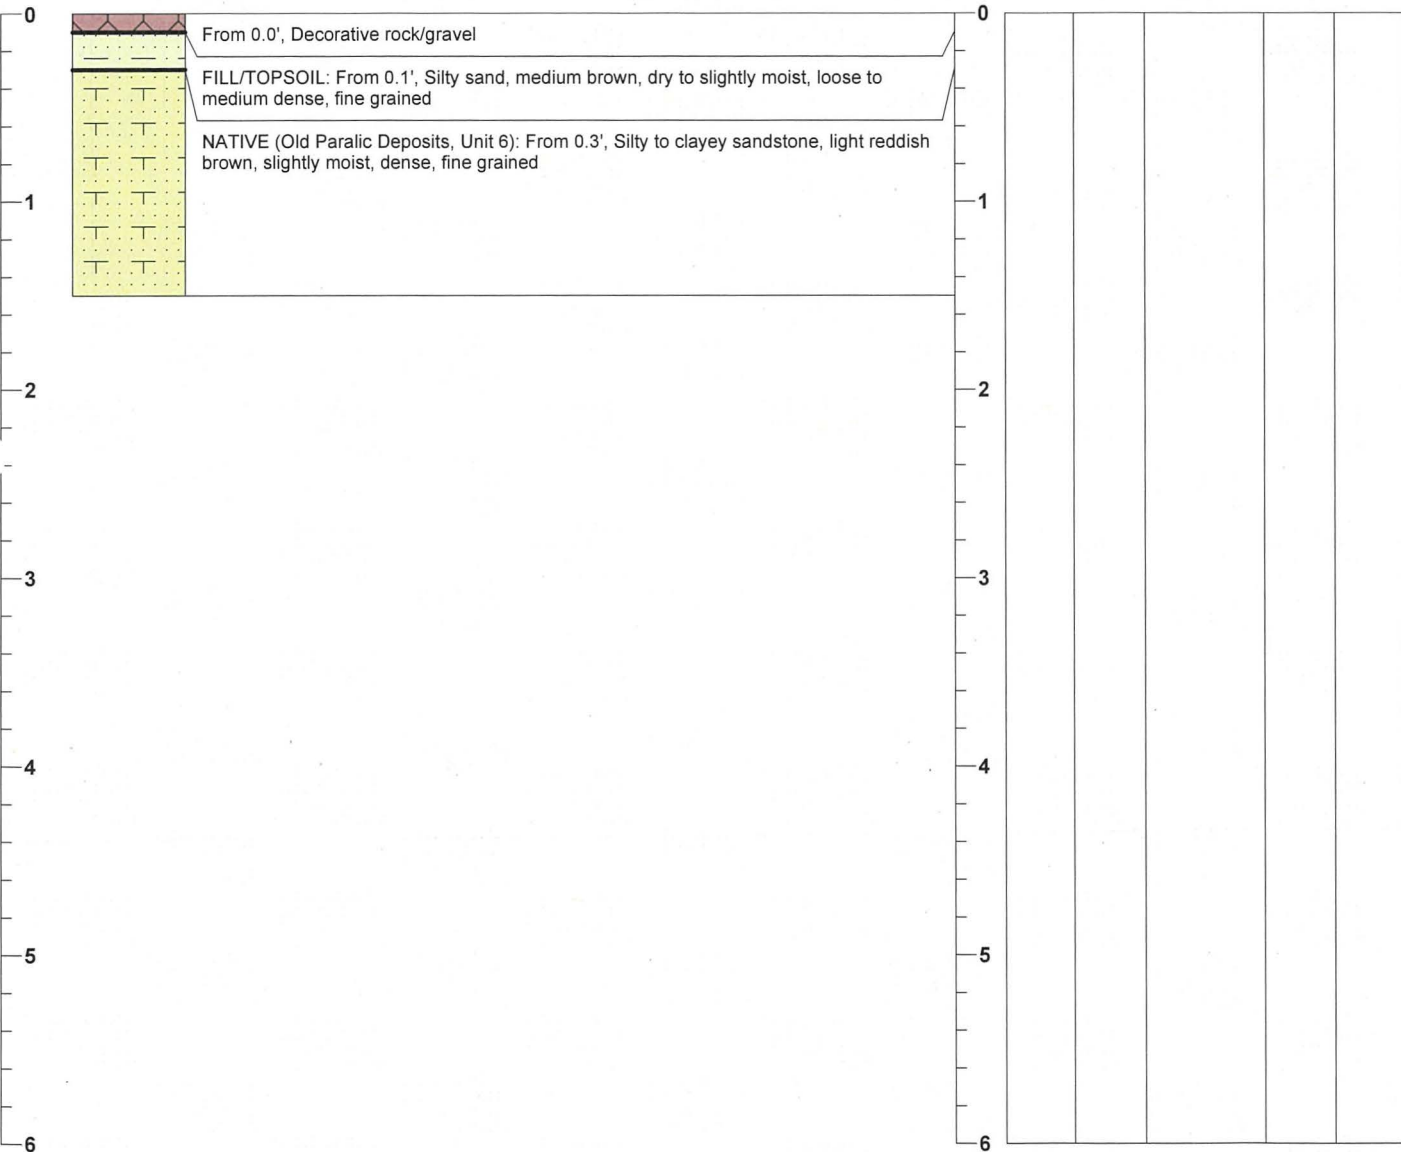 0
From 0.0', Decorative rock/gravel
FILL/TOPSOIL: From 0.1', Silty sand, medium brown, dry to slightly moist, loose to
medium dense, fine grained
NATIVE (Old Paralic Deposits, Unit 6): From 0.3', Silty to clayey sandstone, light reddish
brown, slightly moist, dense, fine grained
1
2
3
4
5
6
0
1
2
3
4
5
6